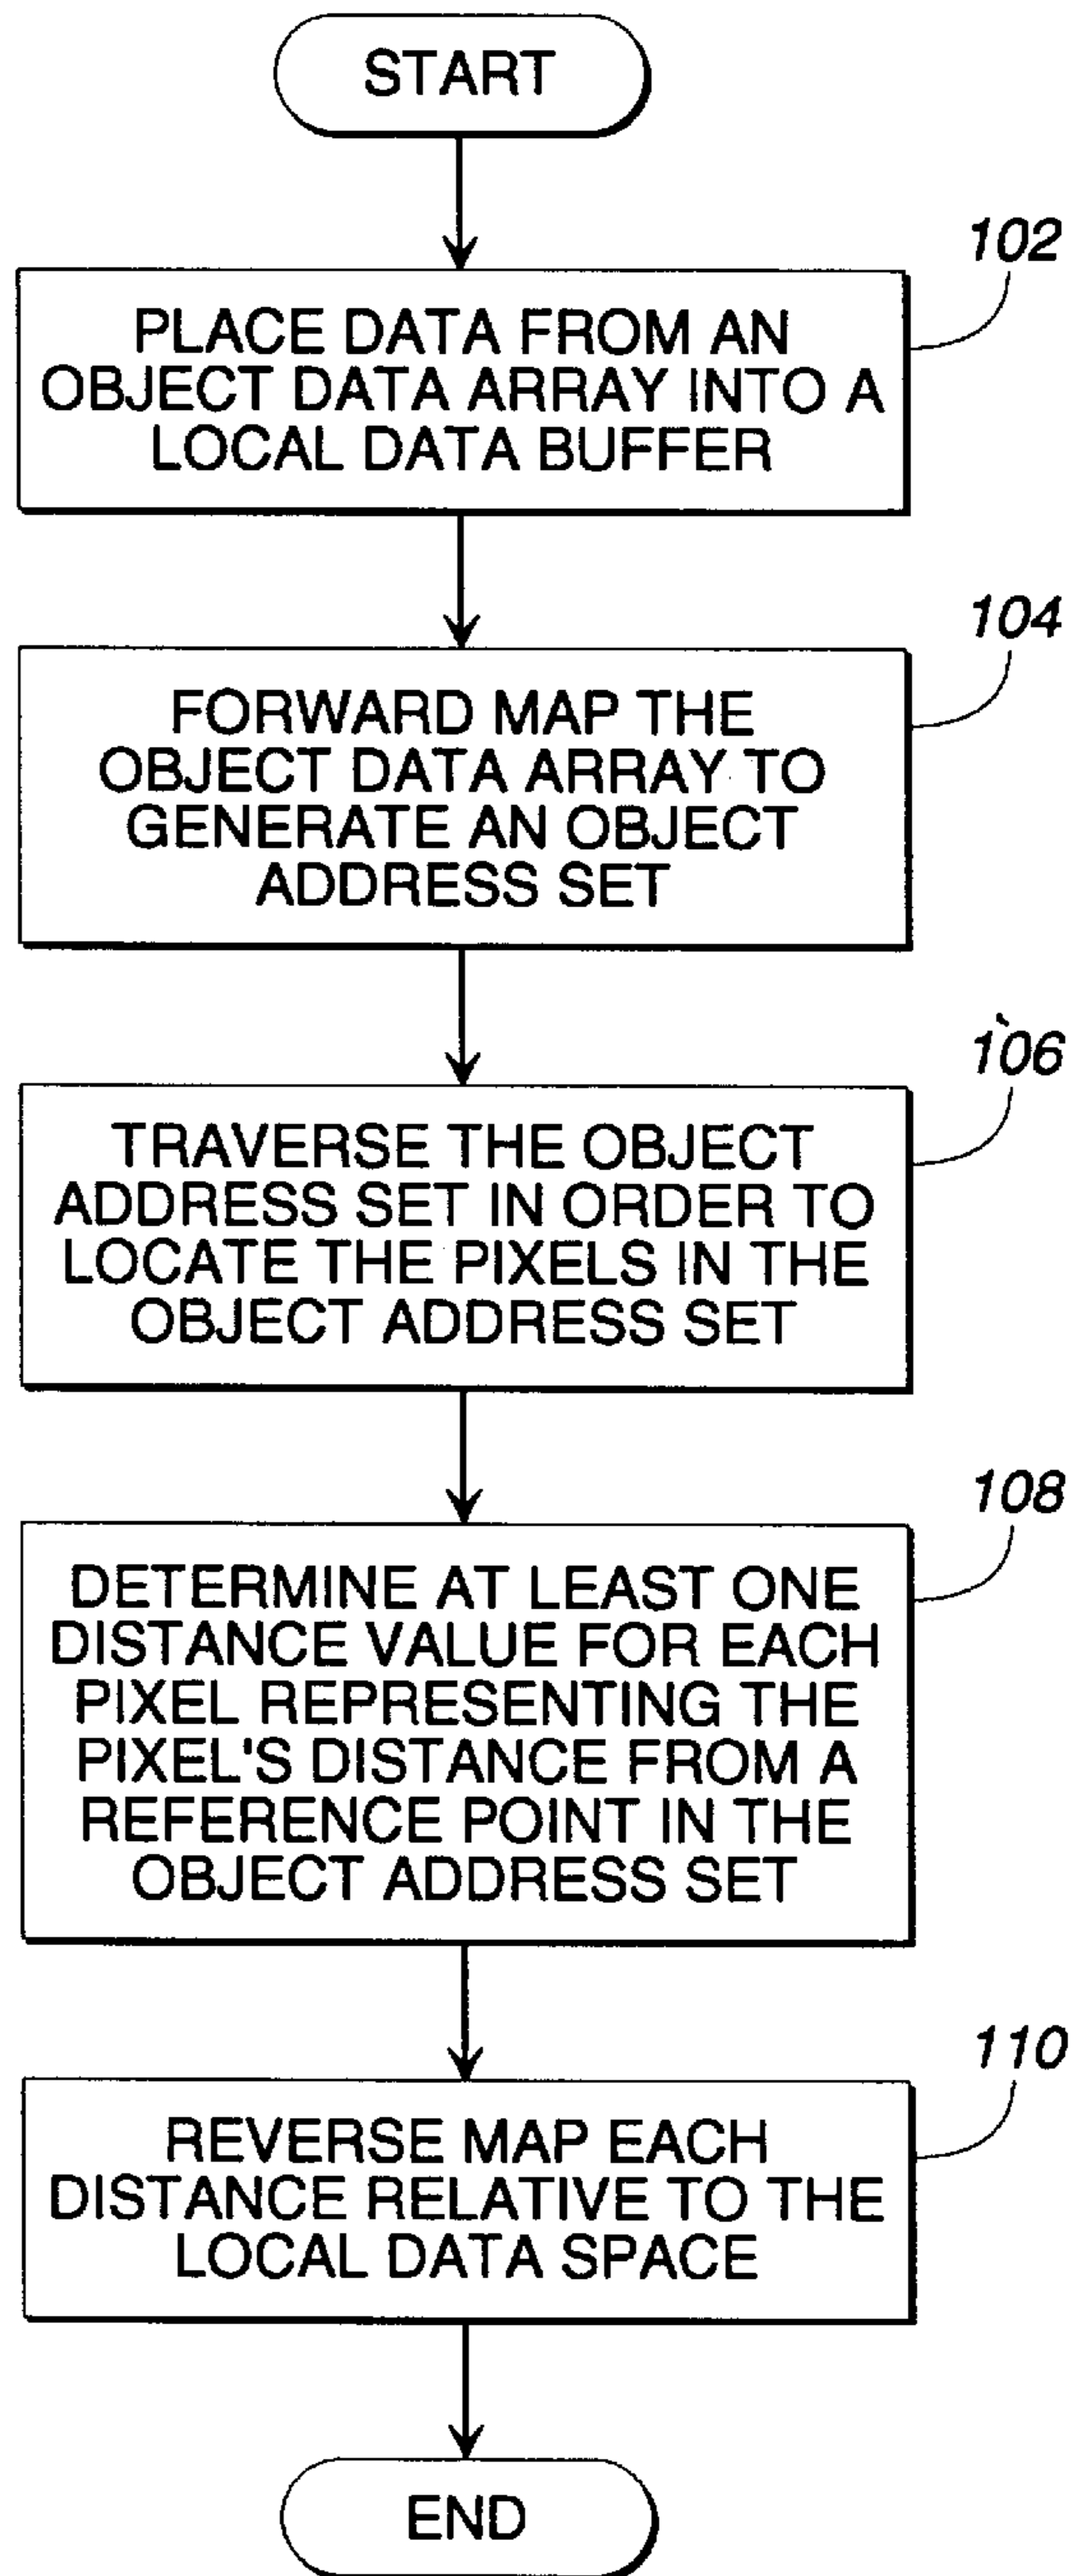 START
102
PLACE DATA FROM AN
OBJECT DATA ARRAY INTO A
LOCAL DATA BUFFER
104
FORWARD MAP THE
OBJECT DATA ARRAY TO
GENERATE AN OBJECT
ADDRESS SET
106
TRAVERSE THE OBJECT
ADDRESS SET IN ORDER TO
LOCATE THE PIXELS IN THE
OBJECT ADDRESS SET
108
DETERMINE AT LEAST ONE
DISTANCE VALUE FOR EACH
PIXEL REPRESENTING THE
PIXEL'S DISTANCE FROM A
REFERENCE POINT IN THE
OBJECT ADDRESS SET
110
REVERSE MAP EACH
DISTANCE RELATIVE TO THE
LOCAL DATA SPACE
END